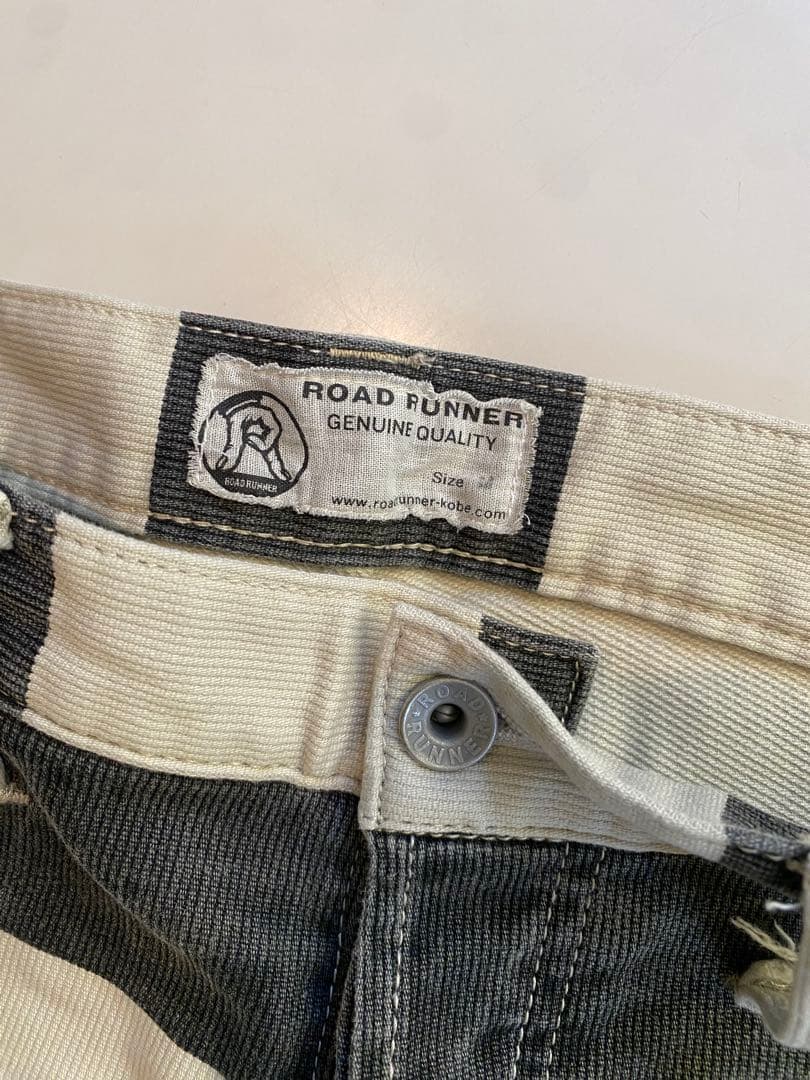 ROAD RUNNER
GENUINE QUALITY
Size
www.roadrunner-kobe.com
ROAD RUNNER
ROAD
RUNNER